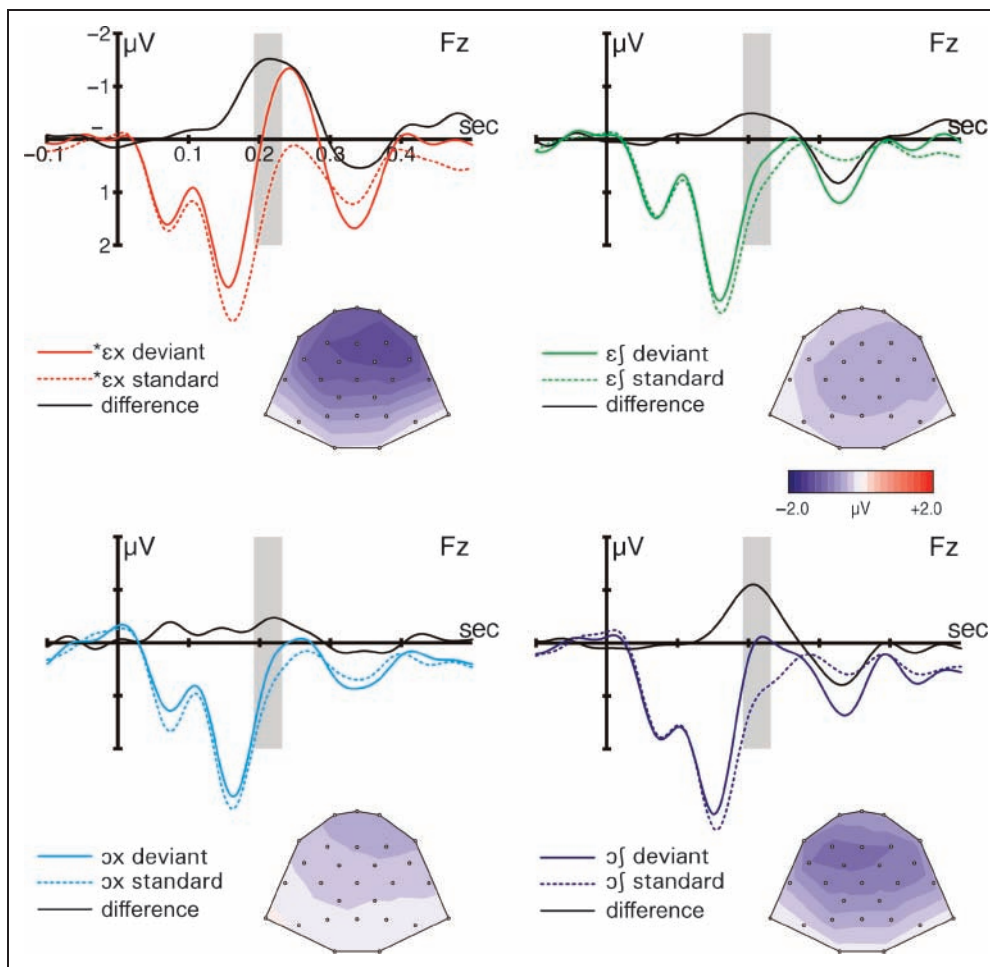 −2
μV
Fz
−1
−
sec
−0.1
0.1
0.2
0.3
0.4
1
2
*ɛx deviant
*ɛx standard
difference
μV
Fz
sec
ɛʃ deviant
ɛʃ standard
difference
−2.0
μV
+2.0
μV
Fz
sec
ɔx deviant
ɔx standard
difference
μV
Fz
sec
ɔʃ deviant
ɔʃ standard
difference